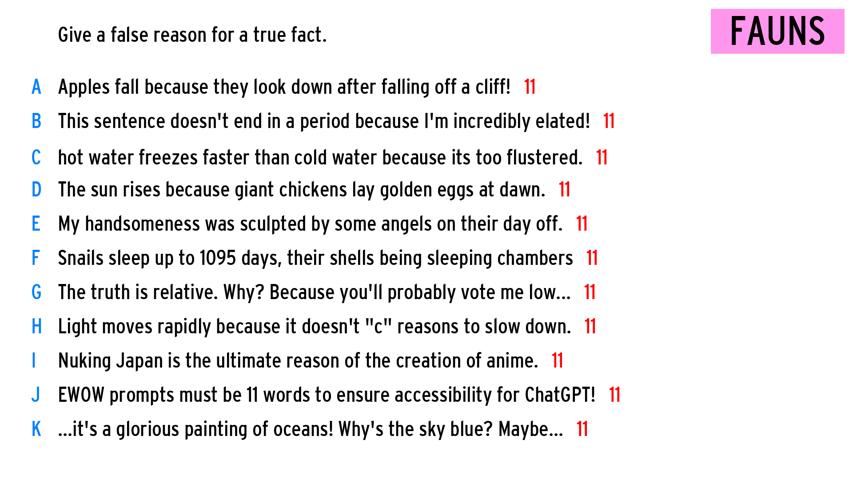 Give a false reason for a true fact.
FAUNS
A Apples fall because they look down after falling off a cliff! 11
B This sentence doesn't end in a period because I'm incredibly elated! 11
C hot water freezes faster than cold water because its too flustered. 11
D The sun rises because giant chickens lay golden eggs at dawn. 11
E My handsomeness was sculpted by some angels on their day off. 11
F Snails sleep up to 1095 days, their shells being sleeping chambers 11
G The truth is relative. Why? Because you'll probably vote me low... 11
H Light moves rapidly because it doesn't "c" reasons to slow down. 11
I Nuking Japan is the ultimate reason of the creation of anime. 11
J EWOW prompts must be 11 words to ensure accessibility for ChatGPT! 11
K ...it's a glorious painting of oceans! Why's the sky blue? Maybe... 11